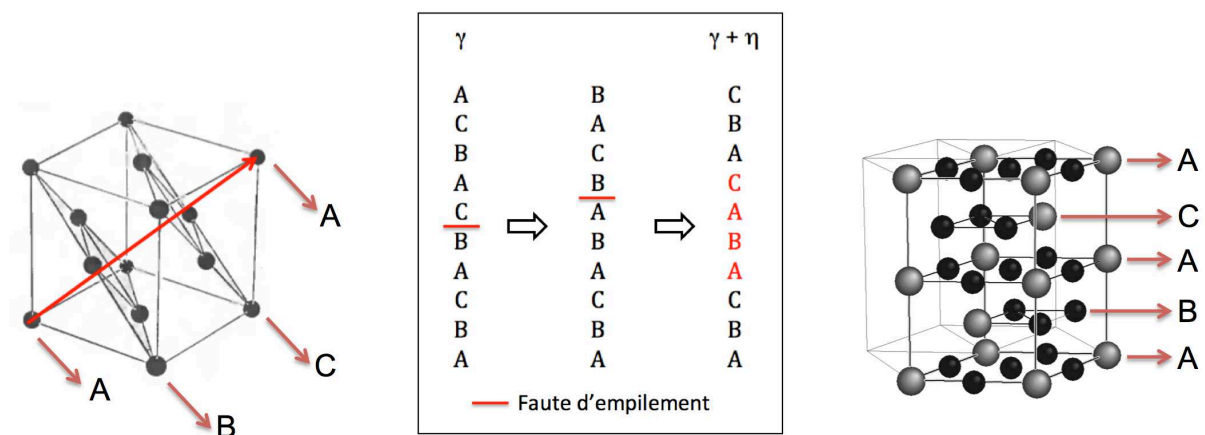 A
C
B
A
γ γ + η
A B C
C A B
B C A
A B C
C A A
B B B
A A A
C C C
B B B
A A A
Faute d'empilement
A
C
A
B
A